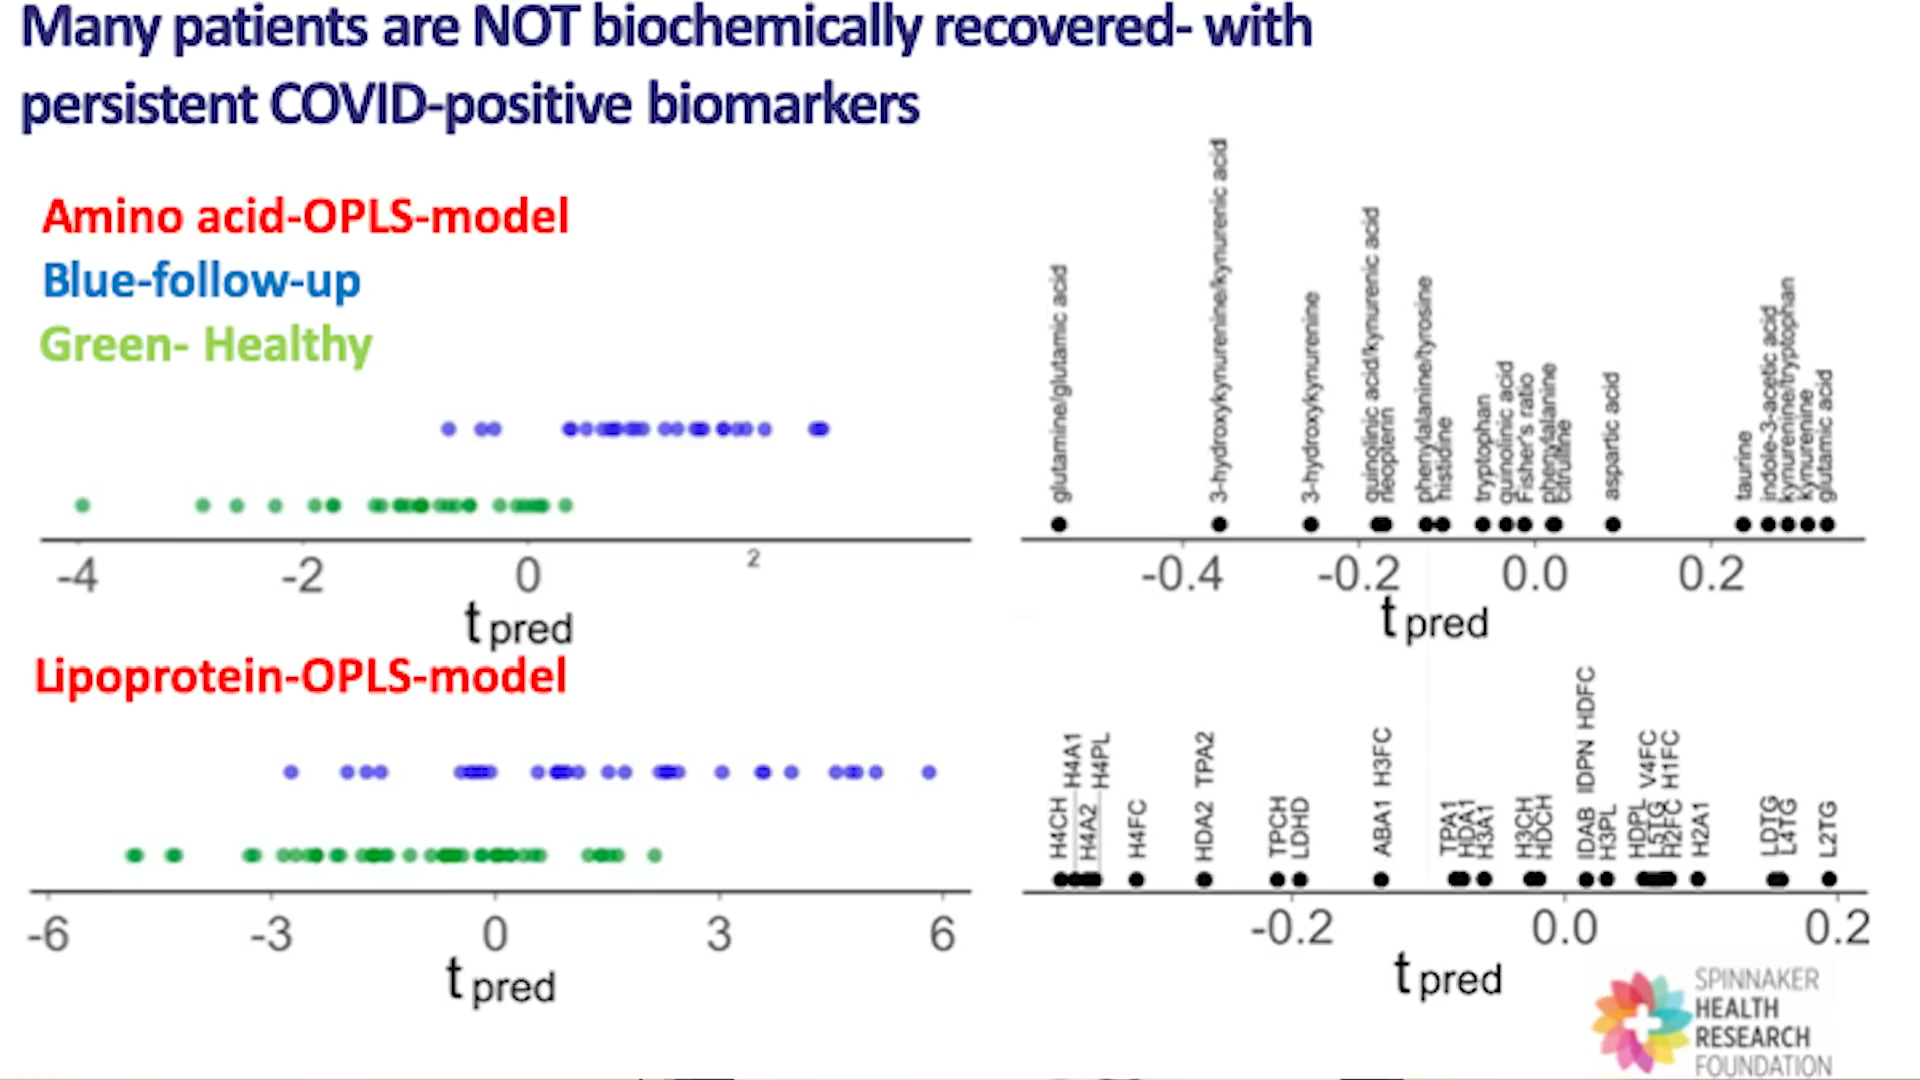 Many patients are NOT biochemically recovered- with
persistent COVID-positive biomarkers
Amino acid-OPLS-model
Blue-follow-up
Green- Healthy
-4
-2
0
2
t pred
glutamine/glutamic acid
3-hydroxykynurenine/kynurenic acid
3-hydroxykynurenine
quinolinic acid/kynurenic acid
neopterin
phenylalanine/tyrosine
histidine
tryptophan
quinolinic acid
Fisher's ratio
phenylalanine
citrulline
aspartic acid
taurine
indole-3-acetic acid
kynurenine/tryptophan
kynurenine
glutamic acid
-0.4
-0.2
0.0
0.2
t pred
Lipoprotein-OPLS-model
-6
-3
0
3
6
t pred
H4CH
H4A1
H4A2
H4PL
H4FC
HDA2 TPA2
TPCH
LDHD
ABA1 H3FC
TPA1
HDA1
H3A1
H3CH
HDCH
IDAB IDPN HDFC
H3PL
HDPL V4FC
L5TG
H2FC H1FC
H2A1
LDTG
L4TG
L2TG
-0.2
0.0
0.2
t pred
SPINNAKER
HEALTH
RESEARCH
FOUNDATION